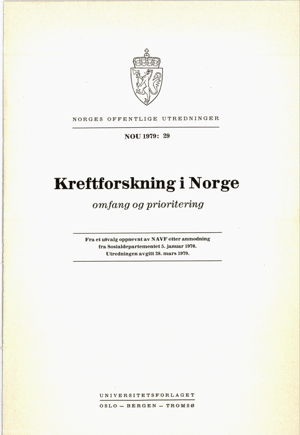 NORGES OFFENTLIGE UTREDNINGER
NOU 1979: 29
Kreftforskning i Norge
omfang og prioritering
Fra et utvalg oppnevnt av NAVF etter anmodning
fra Sosialdepartementet 5. januar 1976.
Utredningen avgitt 28. mars 1979.
UNIVERSITETSFORLAGET
OSLO — BERGEN — TROMSØ